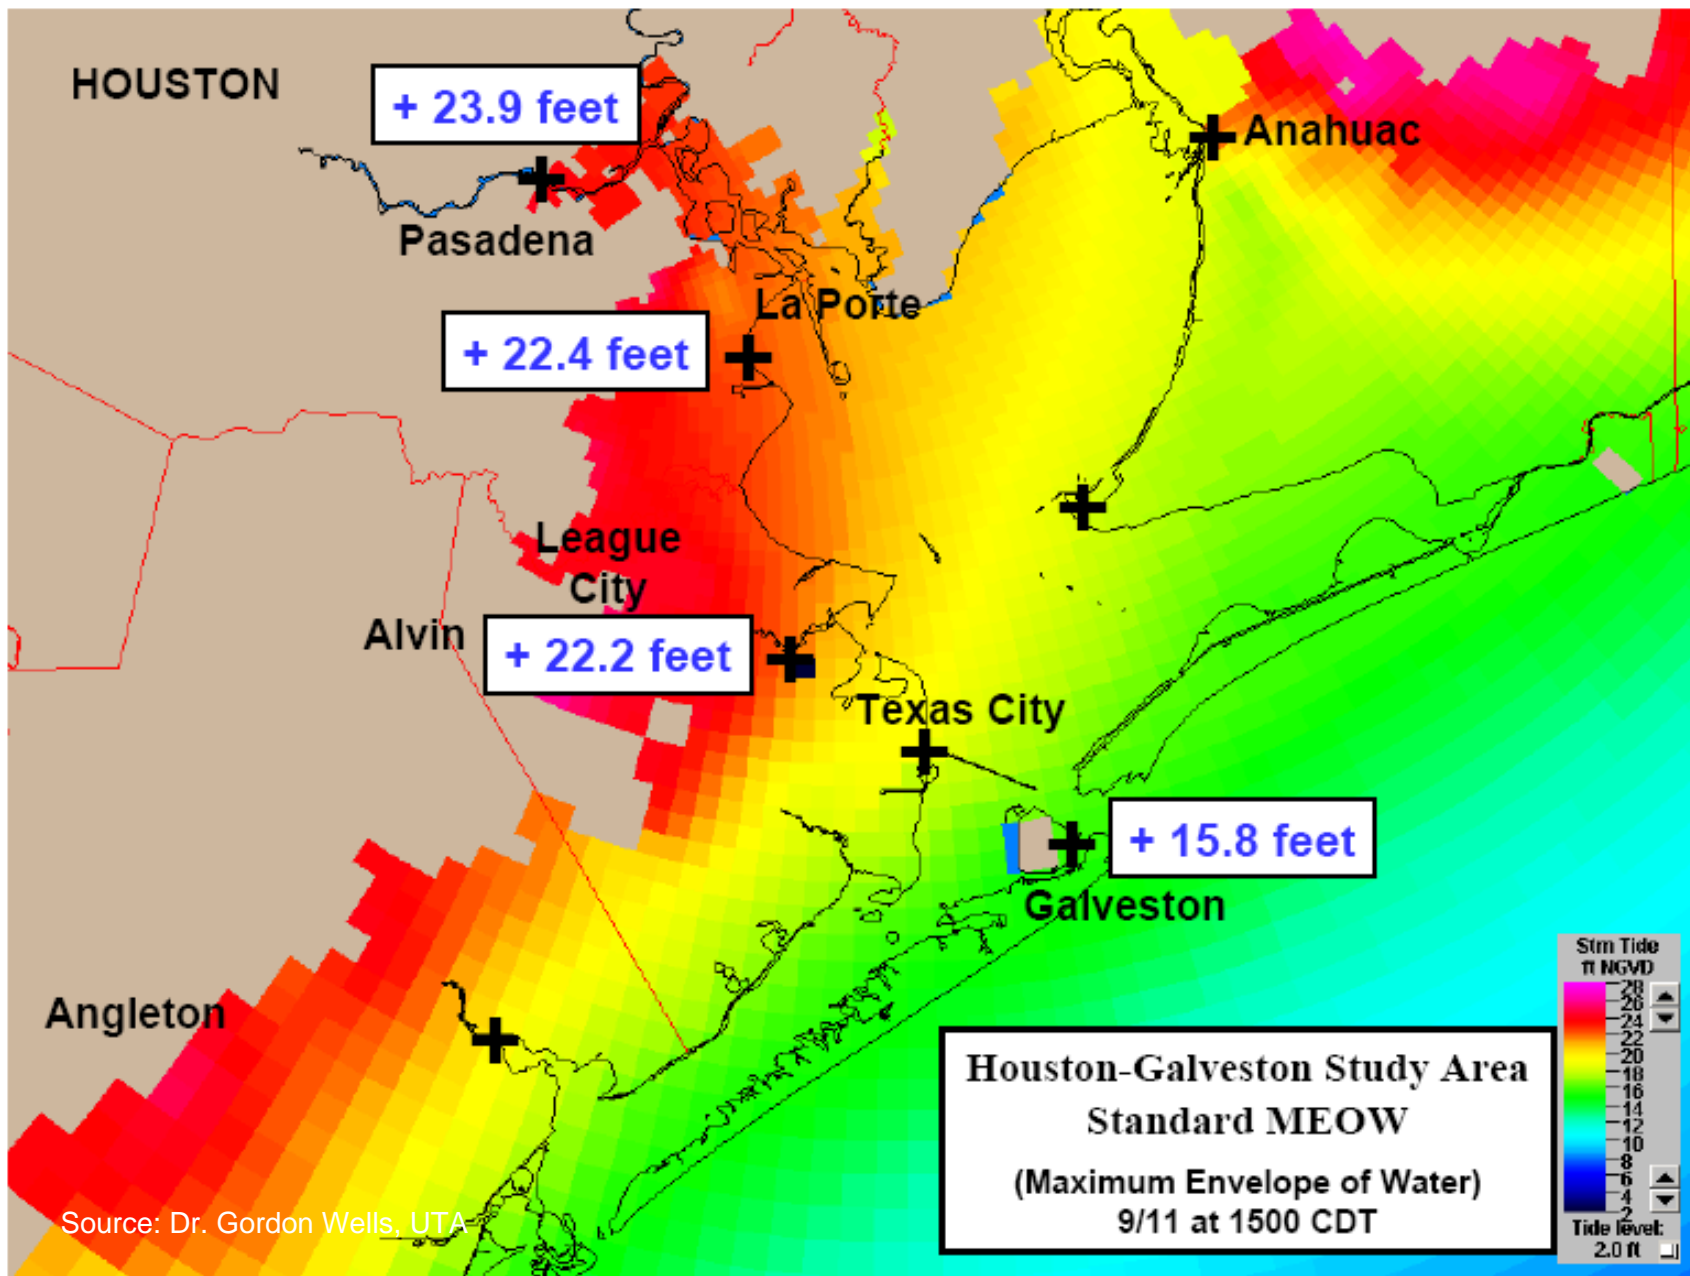 HOUSTON
+ 23.9 feet
Anahuac
Pasadena
La Porte
+ 22.4 feet
League
City
Alvin
+ 22.2 feet
Texas City
+ 15.8 feet
Galveston
Angleton
Source: Dr. Gordon Wells, UTA
Houston-Galveston Study Area
Standard MEOW
(Maximum Envelope of Water)
9/11 at 1500 CDT
Stm Tide
ft NGVD
28
26
24
22
20
18
16
14
12
10
8
6
4
2
Tide level:
2.0 ft